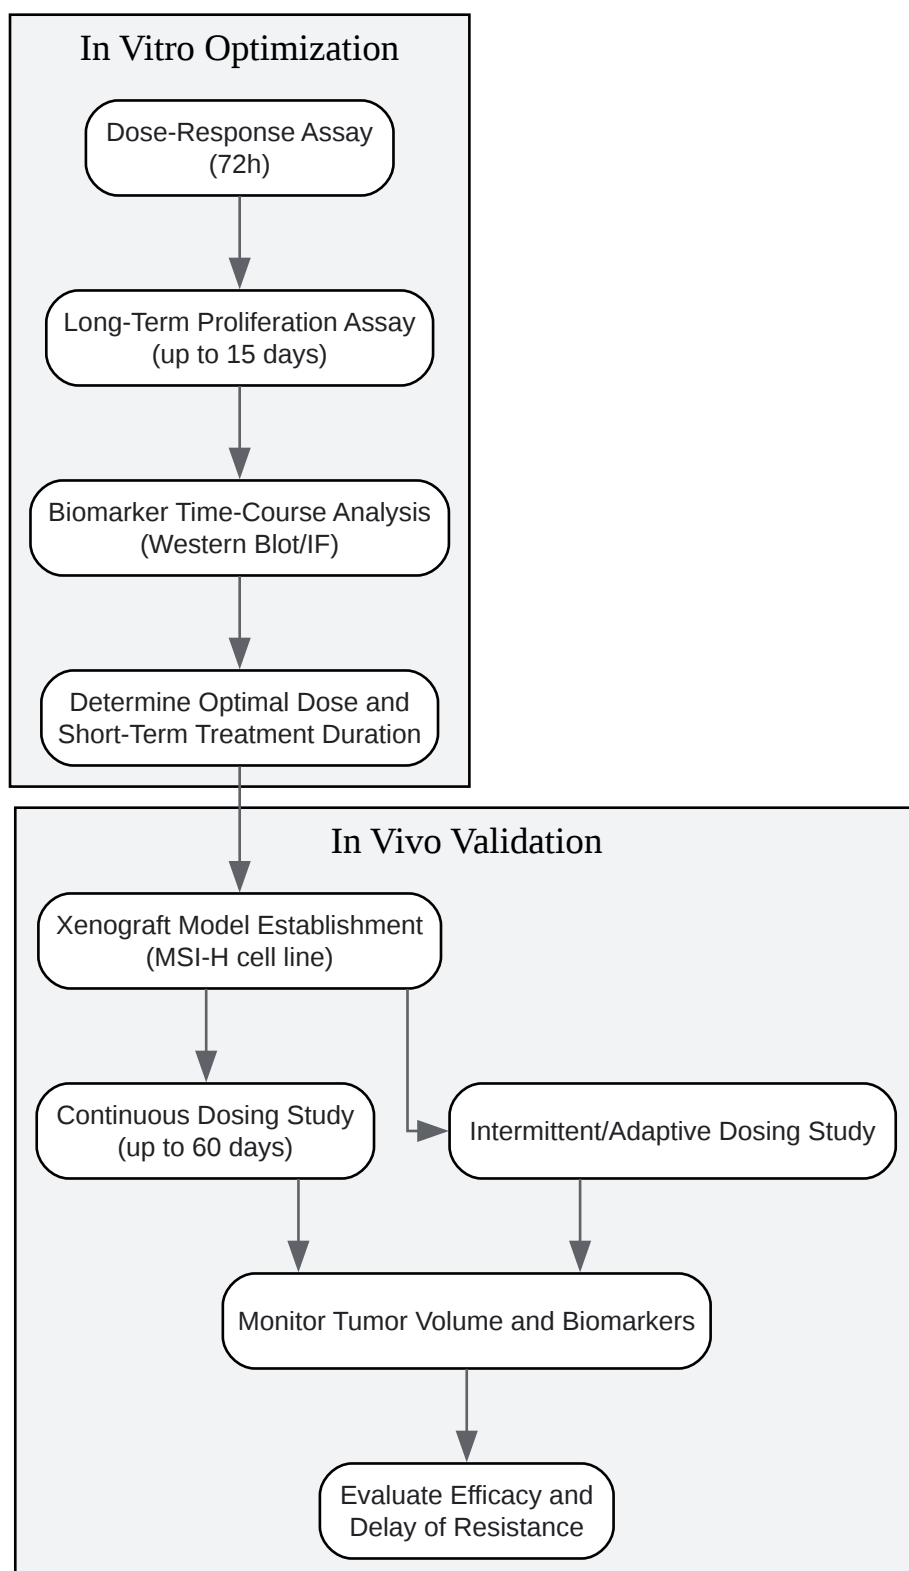 In Vitro Optimization
Dose-Response Assay
(72h)
Long-Term Proliferation Assay
(up to 15 days)
Biomarker Time-Course Analysis
(Western Blot/IF)
Determine Optimal Dose and
Short-Term Treatment Duration
In Vivo Validation
Xenograft Model Establishment
(MSI-H cell line)
Continuous Dosing Study
(up to 60 days)
Intermittent/Adaptive Dosing Study
Monitor Tumor Volume and Biomarkers
Evaluate Efficacy and
Delay of Resistance